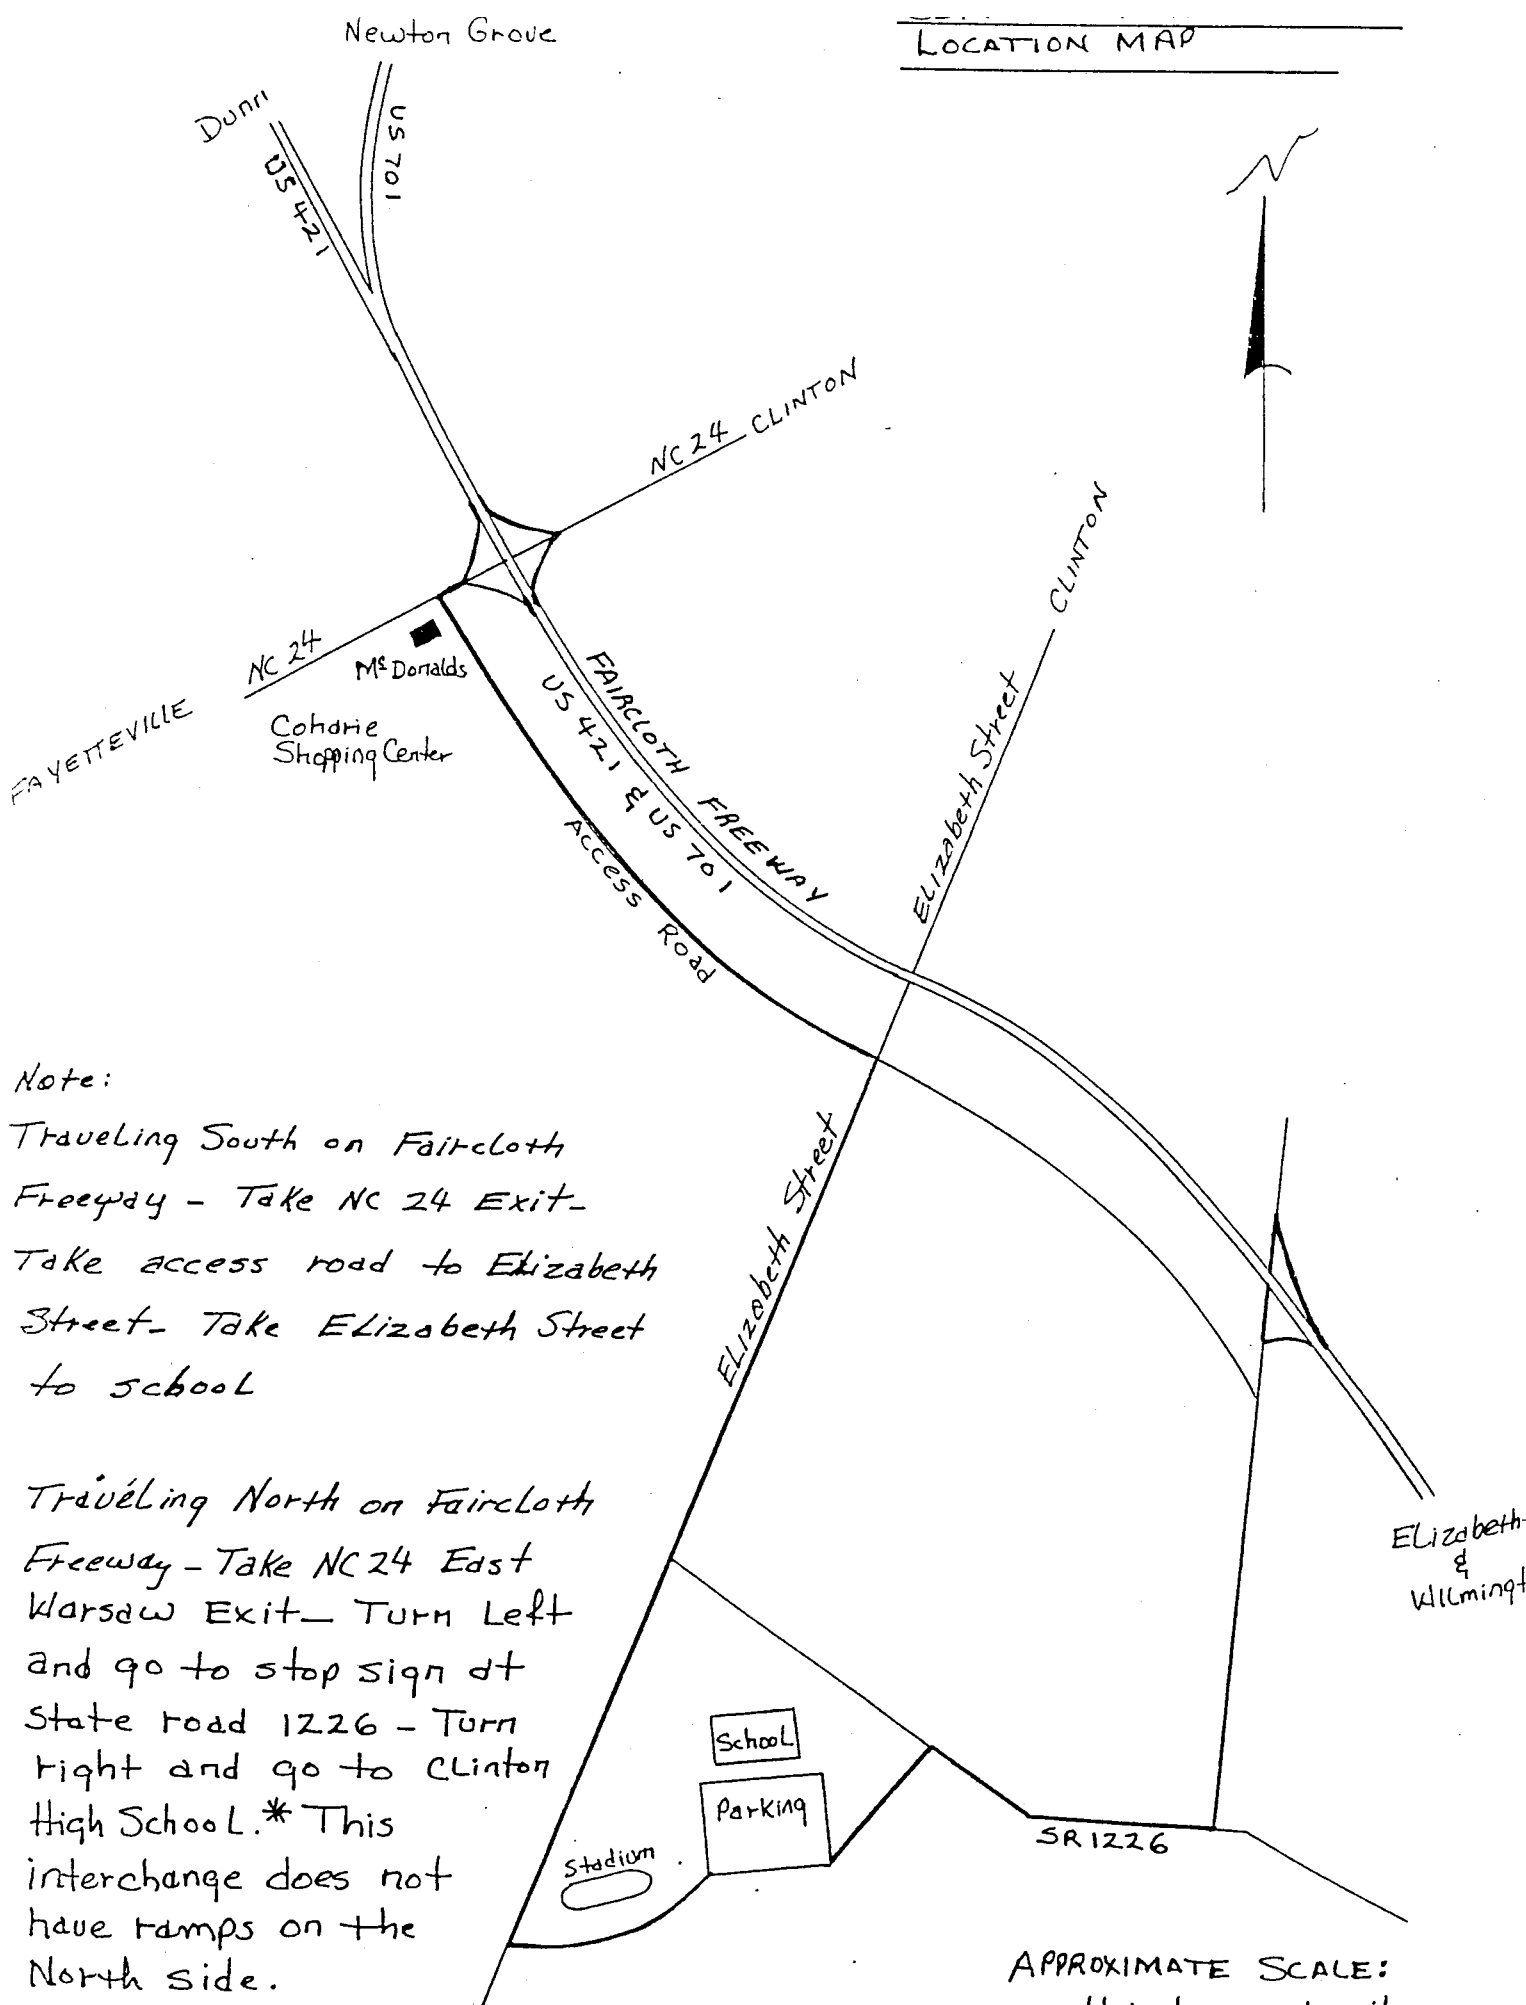 Newton Grove
LOCATION MAP
Dunn
US 701
US 421
N
NC 24 CLINTON
CLINTON
NC 24
McDonalds
FAYETTEVILLE
Coharie
Shopping Center
FAIRCLOTH FREEWAY
US 421 & US 701
Elizabeth Street
Access Road
Note:
Traveling South on Faircloth
Freeway - Take NC 24 Exit-
Take access road to Elizabeth
Street- Take Elizabeth Street
to school
Elizabeth Street
Traveling North on Faircloth
Freeway - Take NC 24 East
Warsaw Exit- Turn Left
and go to stop sign at
State road 1226 - Turn
right and go to Clinton
High School.* This
interchange does not
have ramps on the
North side.
Elizabeth-
&
Wilmingt
School
Parking
SR 1226
Stadium
APPROXIMATE SCALE: